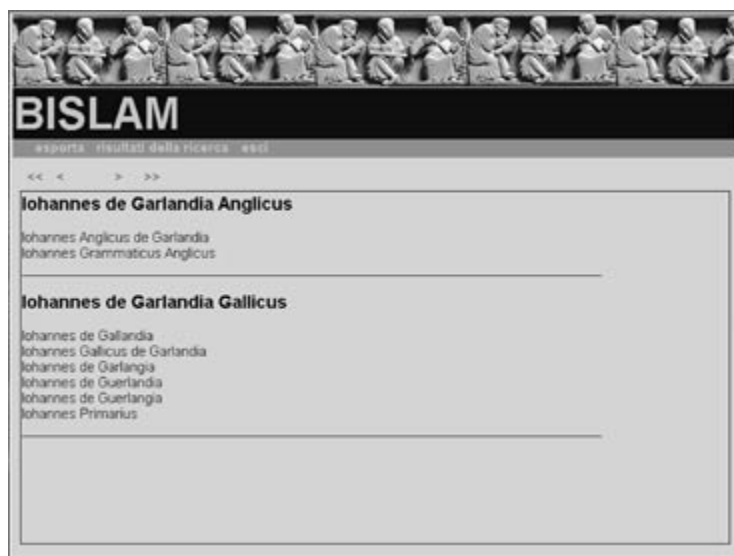 BISLAM
esporta risultati della ricerca esci
<< < > >>
Iohannes de Garlandia Anglicus
Iohannes Anglicus de Garlandia
Iohannes Grammaticus Anglicus
Iohannes de Garlandia Gallicus
Iohannes de Gallandia
Iohannes Gallicus de Garlandia
Iohannes de Garlangia
Iohannes de Guerlandia
Iohannes de Guerlangia
Iohannes Primarius